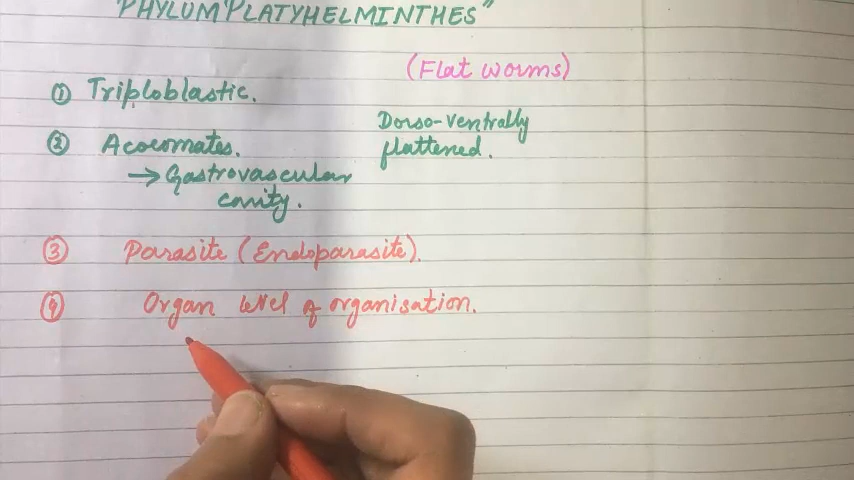 "PHYLUM PLATYHELMINTHES"
(Flat worms)
① Triploblastic.
Dorso-ventrally
flattened.
② Acoeomates.
→ Gastrovascular
cavity.
③ Parasite (Endoparasite).
④ Organ level of organisation.